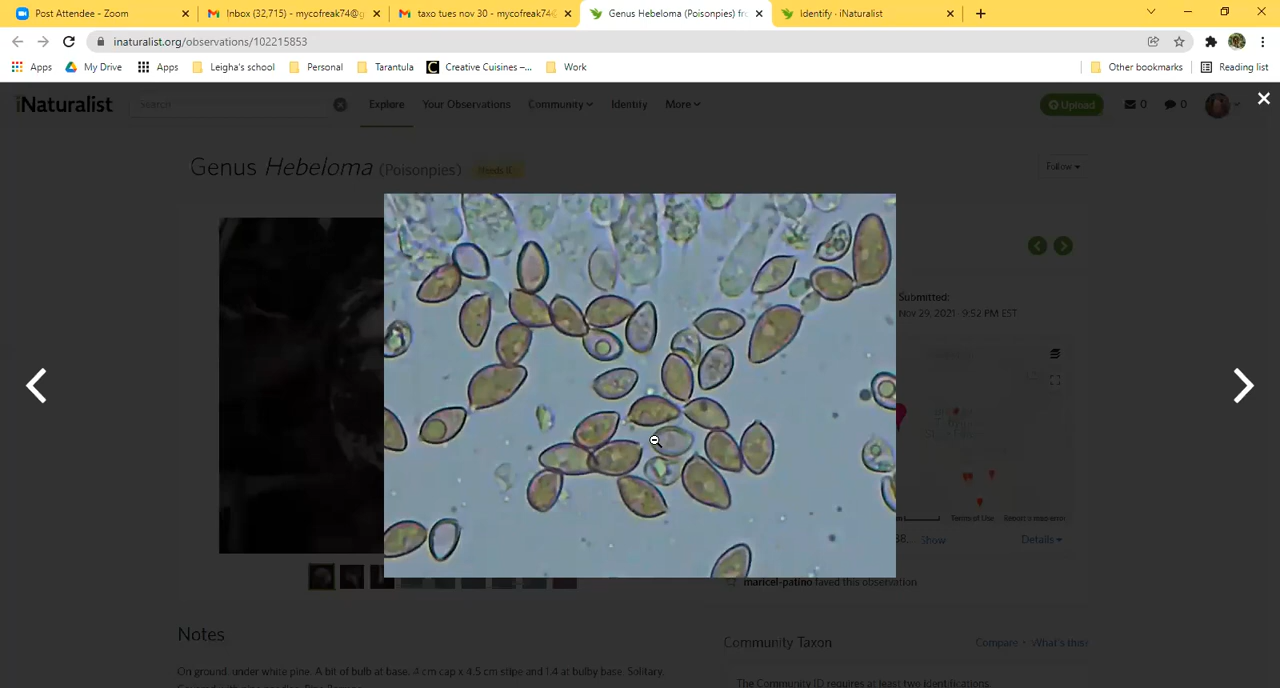 Post Attendee - Zoom
Inbox (32,715) - mycofreak74@g
taxo tues nov 30 - mycofreak74@
Genus Hebeloma (Poisonpies) fro
Identify · iNaturalist
inaturalist.org/observations/102215853
Apps My Drive Apps Leigha's school Personal Tarantula Creative Cuisines –... Work Other bookmarks Reading list
iNaturalist Search Explore Your Observations Community Identify More Upload 0 0
Genus Hebeloma (Poisonpies) Needs ID Follow
Submitted:
Nov 29, 2021 · 9:52 PM EST
Terms of Use Report a map error
Show Details
maricel-patino faved this observation
Notes
Community Taxon Compare · What's this?
On ground, under white pine. A bit of bulb at base. 4 cm cap x 4.5 cm stipe and 1.4 at bulby base. Solitary.
The Community ID requires at least two identifications.